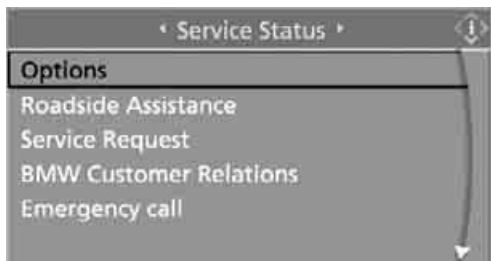 Service Status
Options
Roadside Assistance
Service Request
BMW Customer Relations
Emergency call